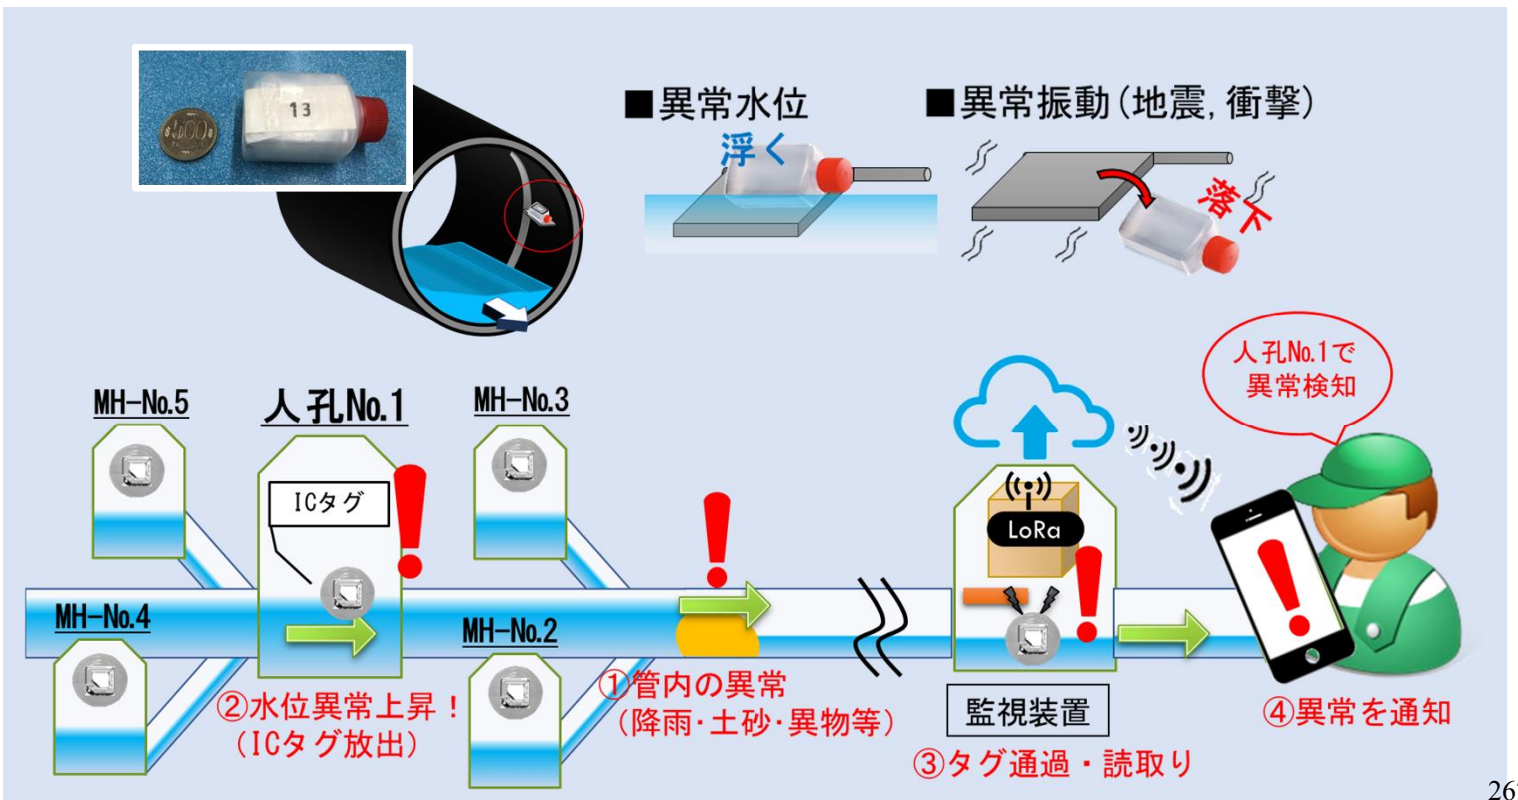 13
500
■異常水位
浮く
■異常振動(地震,衝撃)
落下
人孔No.1で
異常検知
MH-No.5
人孔No.1
MH-No.3
ICタグ
LoRa
MH-No.4
MH-No.2
①管内の異常
(降雨・土砂・異物等)
②水位異常上昇!
(ICタグ放出)
監視装置
③タグ通過・読取り
④異常を通知